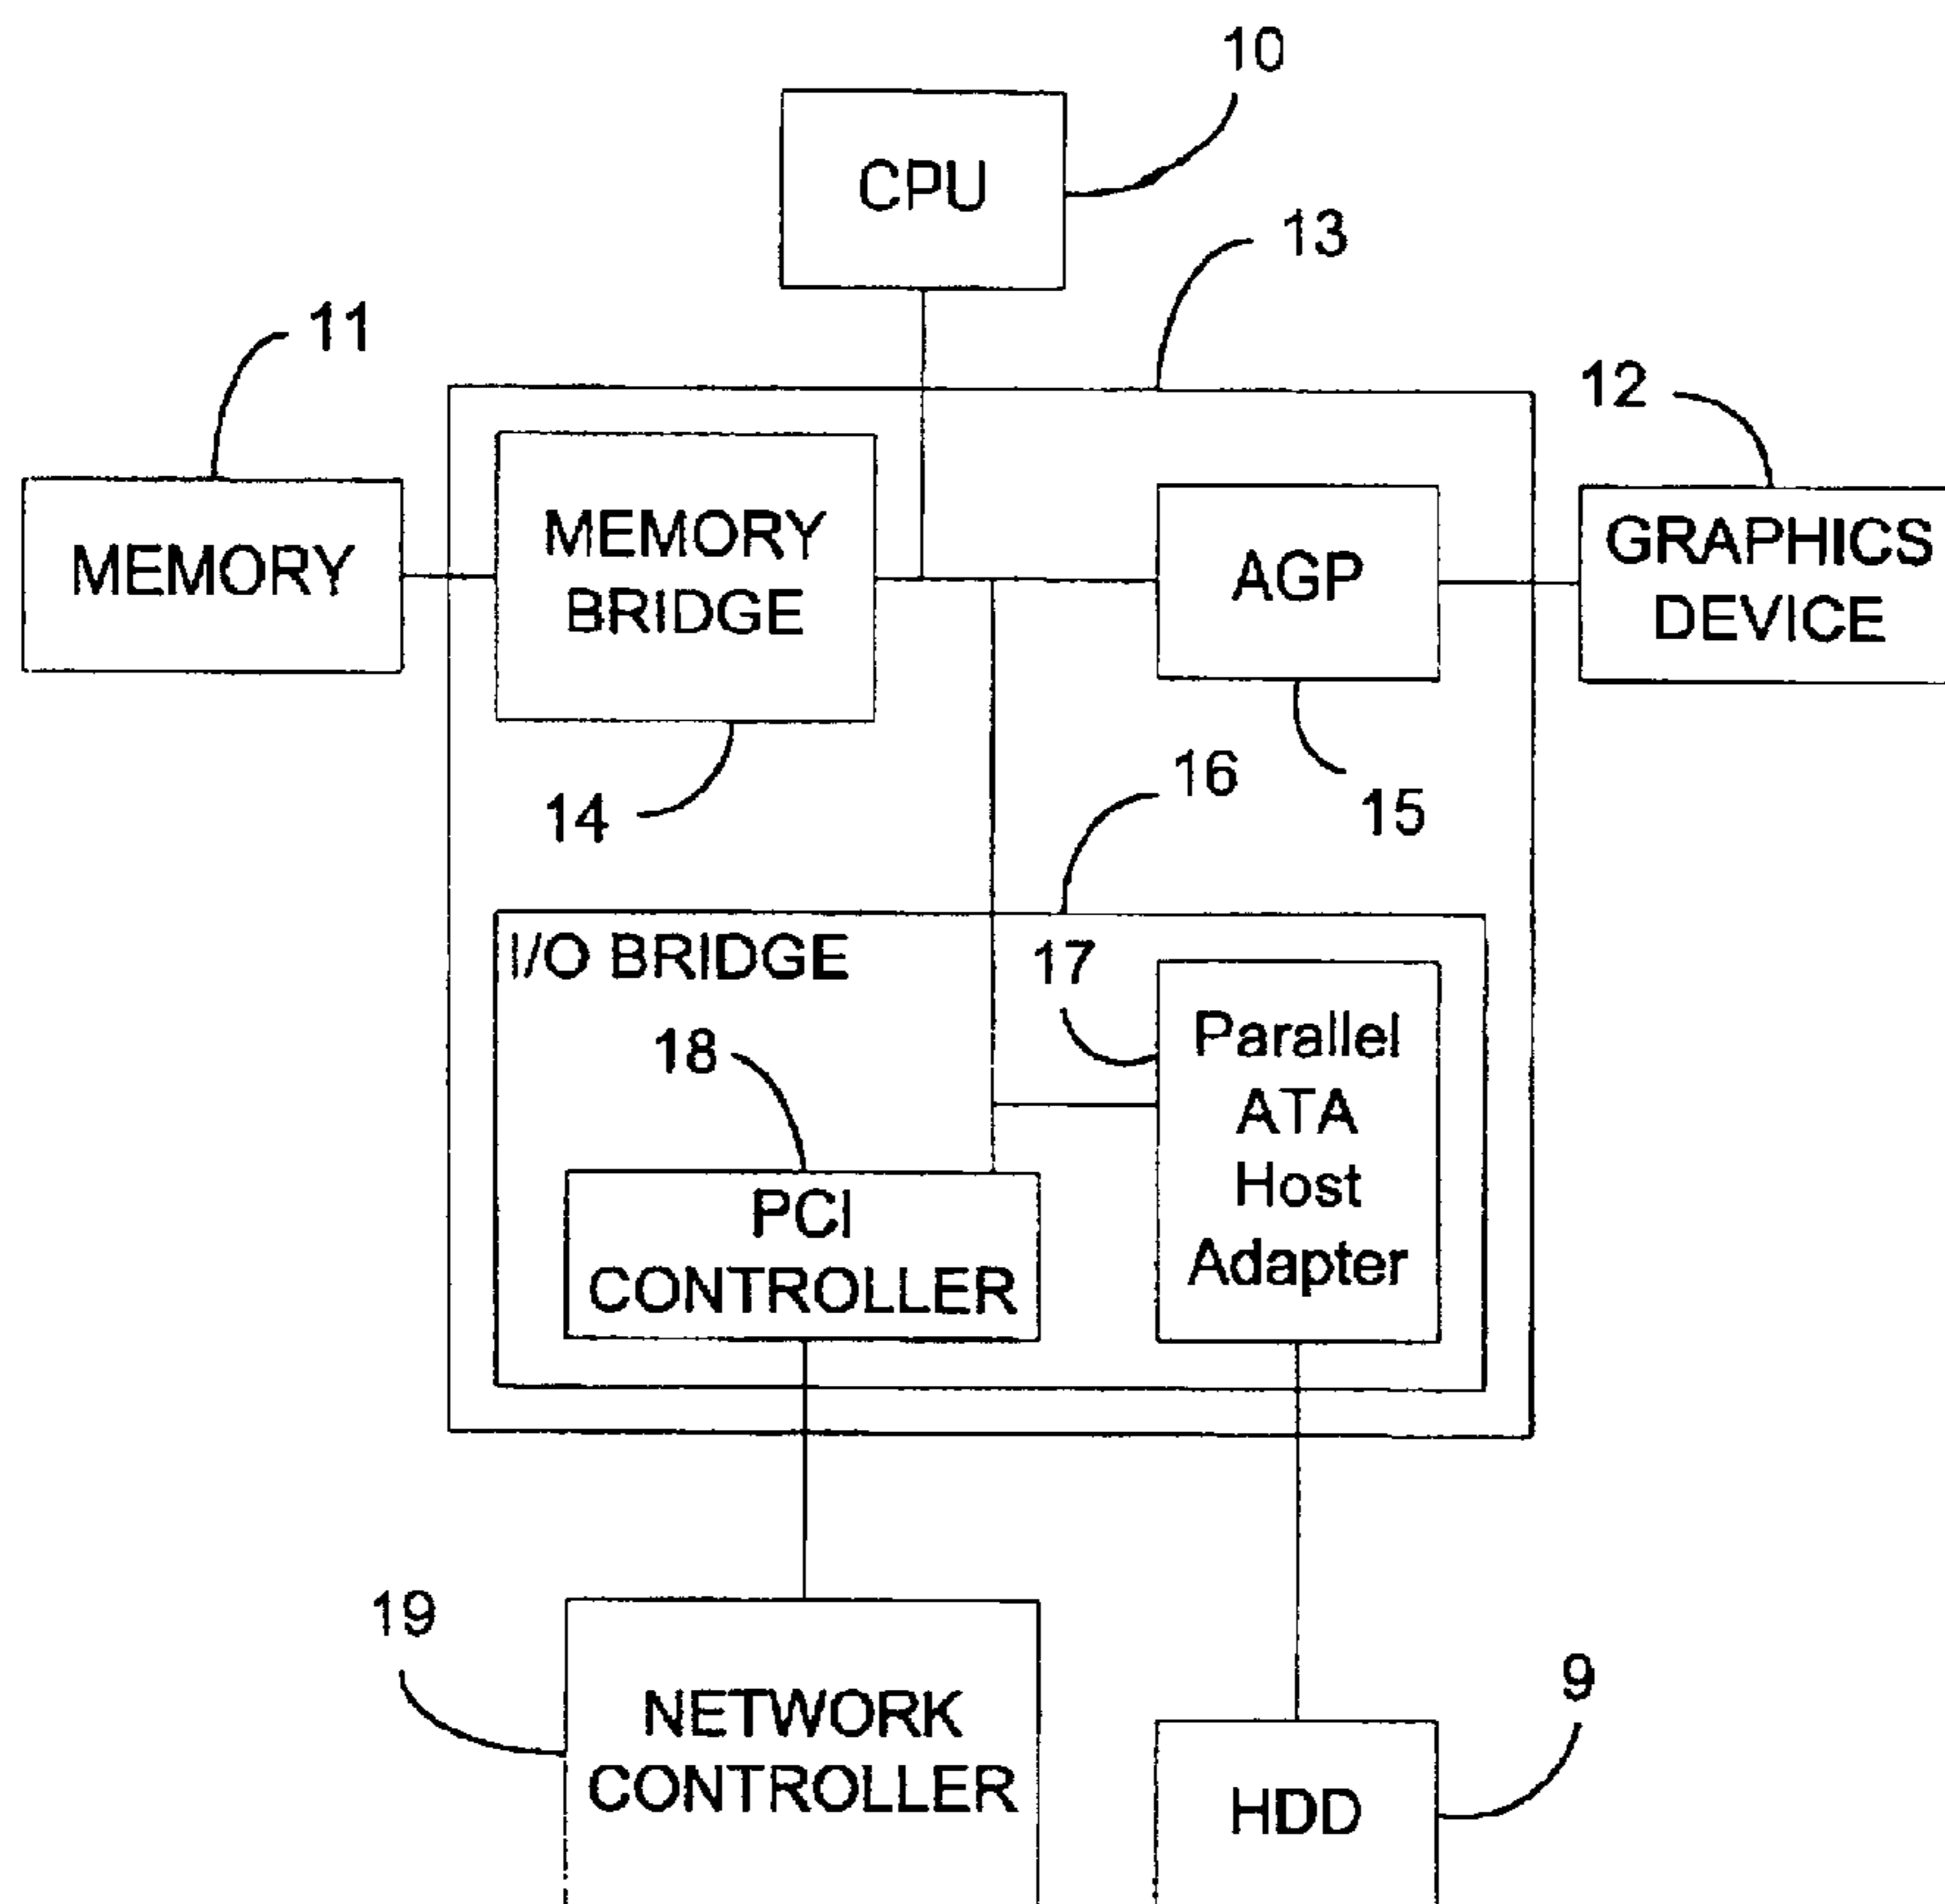 10
CPU
13
11
12
MEMORY
MEMORY
BRIDGE
AGP
GRAPHICS
DEVICE
14
16
15
I/O BRIDGE
17
18
Parallel
ATA
Host
Adapter
PCI
CONTROLLER
19
NETWORK
CONTROLLER
9
HDD